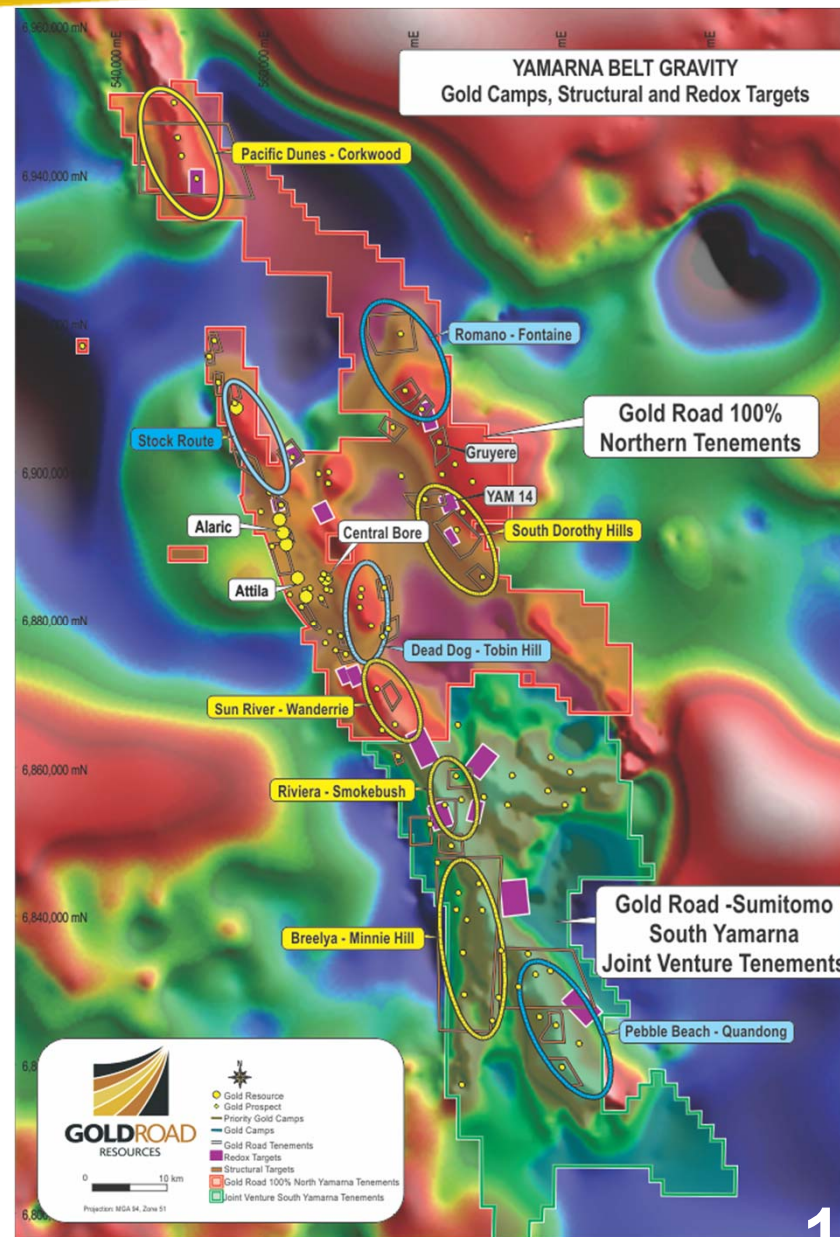 6,960,000 mN
540,000 mE
560,000 mE
mE
mE
mE
YAMARNA BELT GRAVITY
Gold Camps, Structural and Redox Targets
Pacific Dunes - Corkwood
6,940,000 mN
Romano - Fontaine
Gold Road 100%
Northern Tenements
Stock Route
Gruyere
6,900,000 mN
YAM 14
Alaric
Central Bore
South Dorothy Hills
Attila
6,880,000 mN
Dead Dog - Tobin Hill
Sun River - Wanderrie
6,860,000 mN
Riviera - Smokebush
6,840,000 mN
Gold Road -Sumitomo
South Yamarna
Joint Venture Tenements
Breelya - Minnie Hill
Pebble Beach - Quandong
GOLDROAD
RESOURCES
0 10 km
Projection: MGA 94, Zone 51
N
Gold Resource
Gold Prospect
Priority Gold Camps
Gold Camps
Gold Road Tenements
Redox Targets
Structural Targets
Gold Road 100% North Yamarna Tenements
Joint Venture South Yamarna Tenements
1